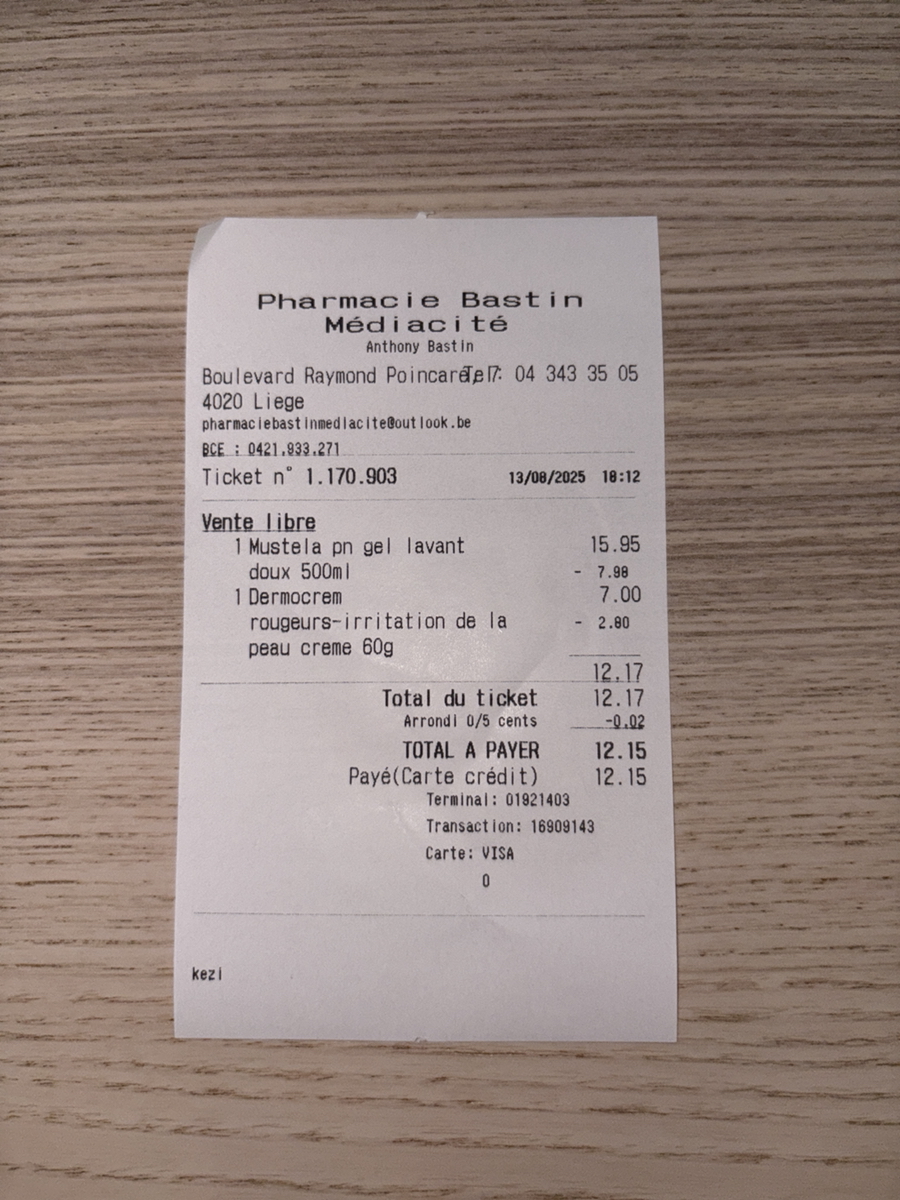 Pharmacie Bastin
Médiacité
Anthony Bastin
Boulevard Raymond Poincaré, 7 Tel: 04 343 35 05
4020 Liege
pharmaciebastinmediacite@outlook.be
BCE : 0421.933.271
Ticket n° 1.170.903 13/08/2025 18:12
Vente libre
1 Mustela pn gel lavant 15.95
doux 500ml - 7.98
1 Dermocrem 7.00
rougeurs-irritation de la - 2.80
peau creme 60g
12.17
Total du ticket 12.17
Arrondi 0/5 cents -0.02
TOTAL A PAYER 12.15
Payé(Carte crédit) 12.15
Terminal: 01921403
Transaction: 16909143
Carte: VISA
0
kezi